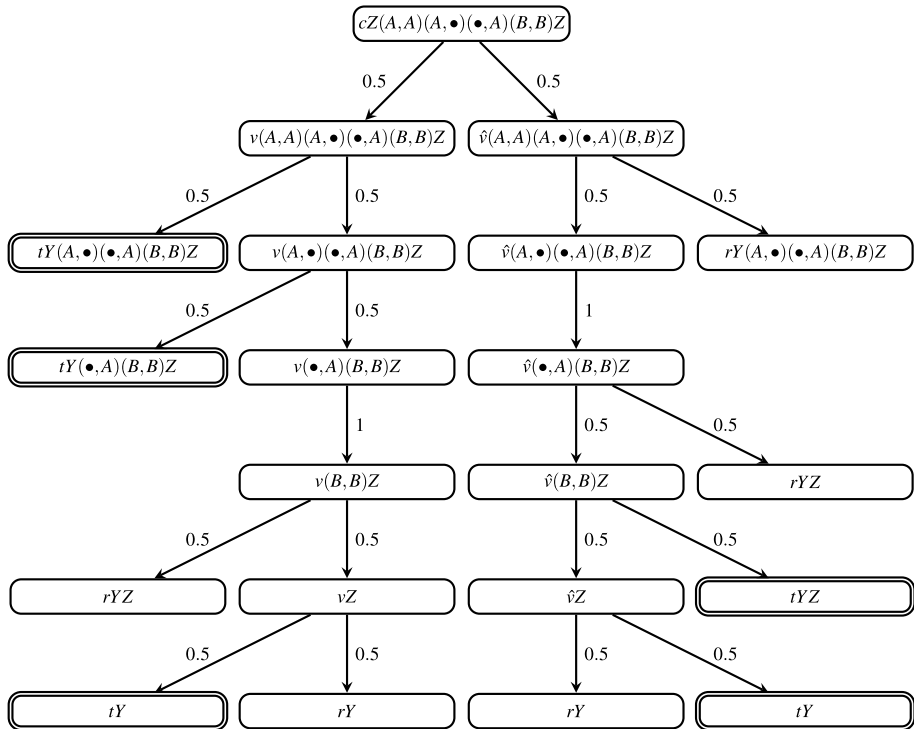 cZ(A,A)(A,•)(•,A)(B,B)Z
0.5 0.5
v(A,A)(A,•)(•,A)(B,B)Z v̂(A,A)(A,•)(•,A)(B,B)Z
0.5 0.5 0.5 0.5
tY(A,•)(•,A)(B,B)Z v(A,•)(•,A)(B,B)Z v̂(A,•)(•,A)(B,B)Z rY(A,•)(•,A)(B,B)Z
0.5 0.5 1
tY(•,A)(B,B)Z v(•,A)(B,B)Z v̂(•,A)(B,B)Z
1 0.5 0.5
v(B,B)Z v̂(B,B)Z rYZ
0.5 0.5 0.5 0.5
rYZ vZ v̂Z tYZ
0.5 0.5 0.5 0.5
tY rY rY tY